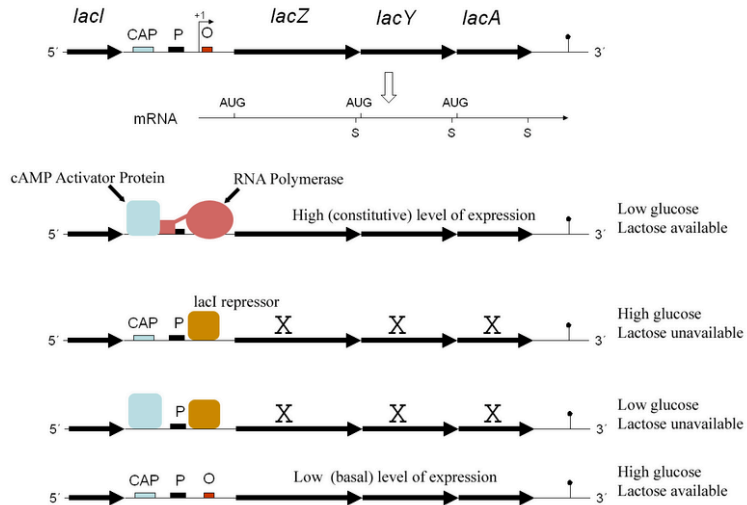 lacI lacZ lacY lacA
+1
CAP P O
5´ 3´
AUG AUG AUG
mRNA
S S S
cAMP Activator Protein RNA Polymerase
High (constitutive) level of expression Low glucose
Lactose available
5´ 3´
lacI repressor
CAP P X X X High glucose
Lactose unavailable
5´ 3´
P X X X Low glucose
Lactose unavailable
5´ 3´
CAP P O Low (basal) level of expression High glucose
Lactose available
5´ 3´